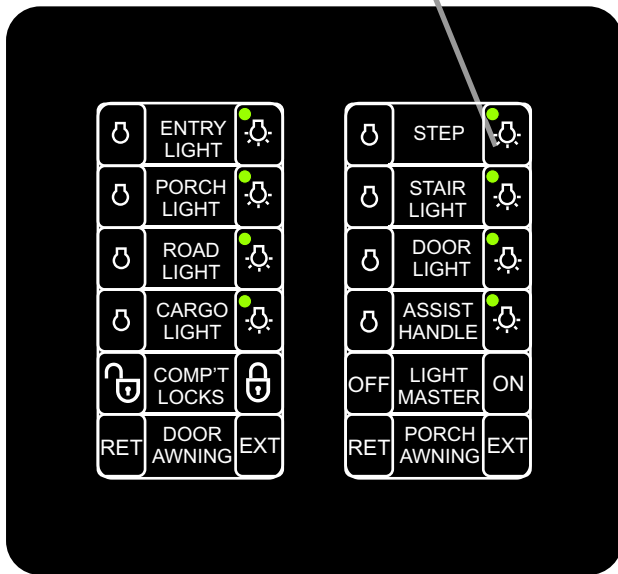 ENTRY
LIGHT
PORCH
LIGHT
ROAD
LIGHT
CARGO
LIGHT
COMP'T
LOCKS
RET
DOOR
AWNING
EXT
STEP
STAIR
LIGHT
DOOR
LIGHT
ASSIST
HANDLE
OFF
LIGHT
MASTER
ON
RET
PORCH
AWNING
EXT